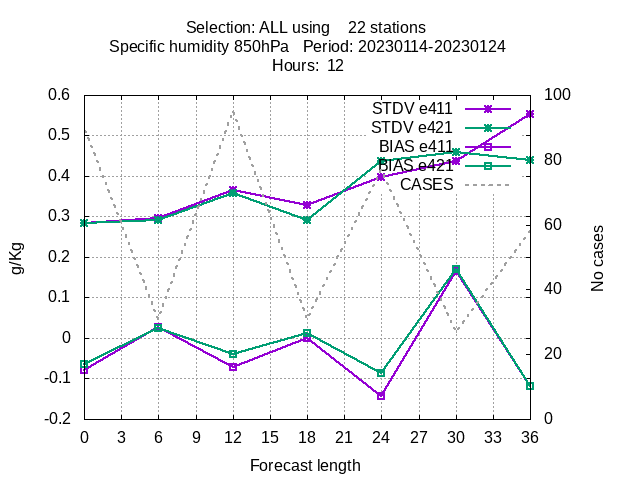 Selection: ALL using    22 stations
Specific humidity 850hPa   Period: 20230114-20230124
Hours: 12
0.6
0.5
0.4
0.3
0.2
0.1
0
-0.1
-0.2
g/Kg
STDV e411
STDV e421
BIAS e411
BIAS e421
CASES
100
80
60
40
20
0
No cases
0 3 6 9 12 15 18 21 24 27 30 33 36
Forecast length